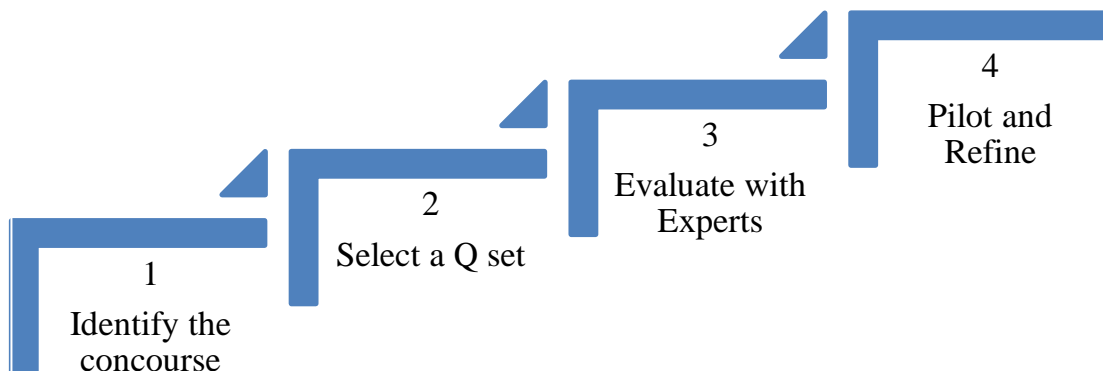 1
Identify the
concourse
2
Select a Q set
3
Evaluate with
Experts
4
Pilot and
Refine